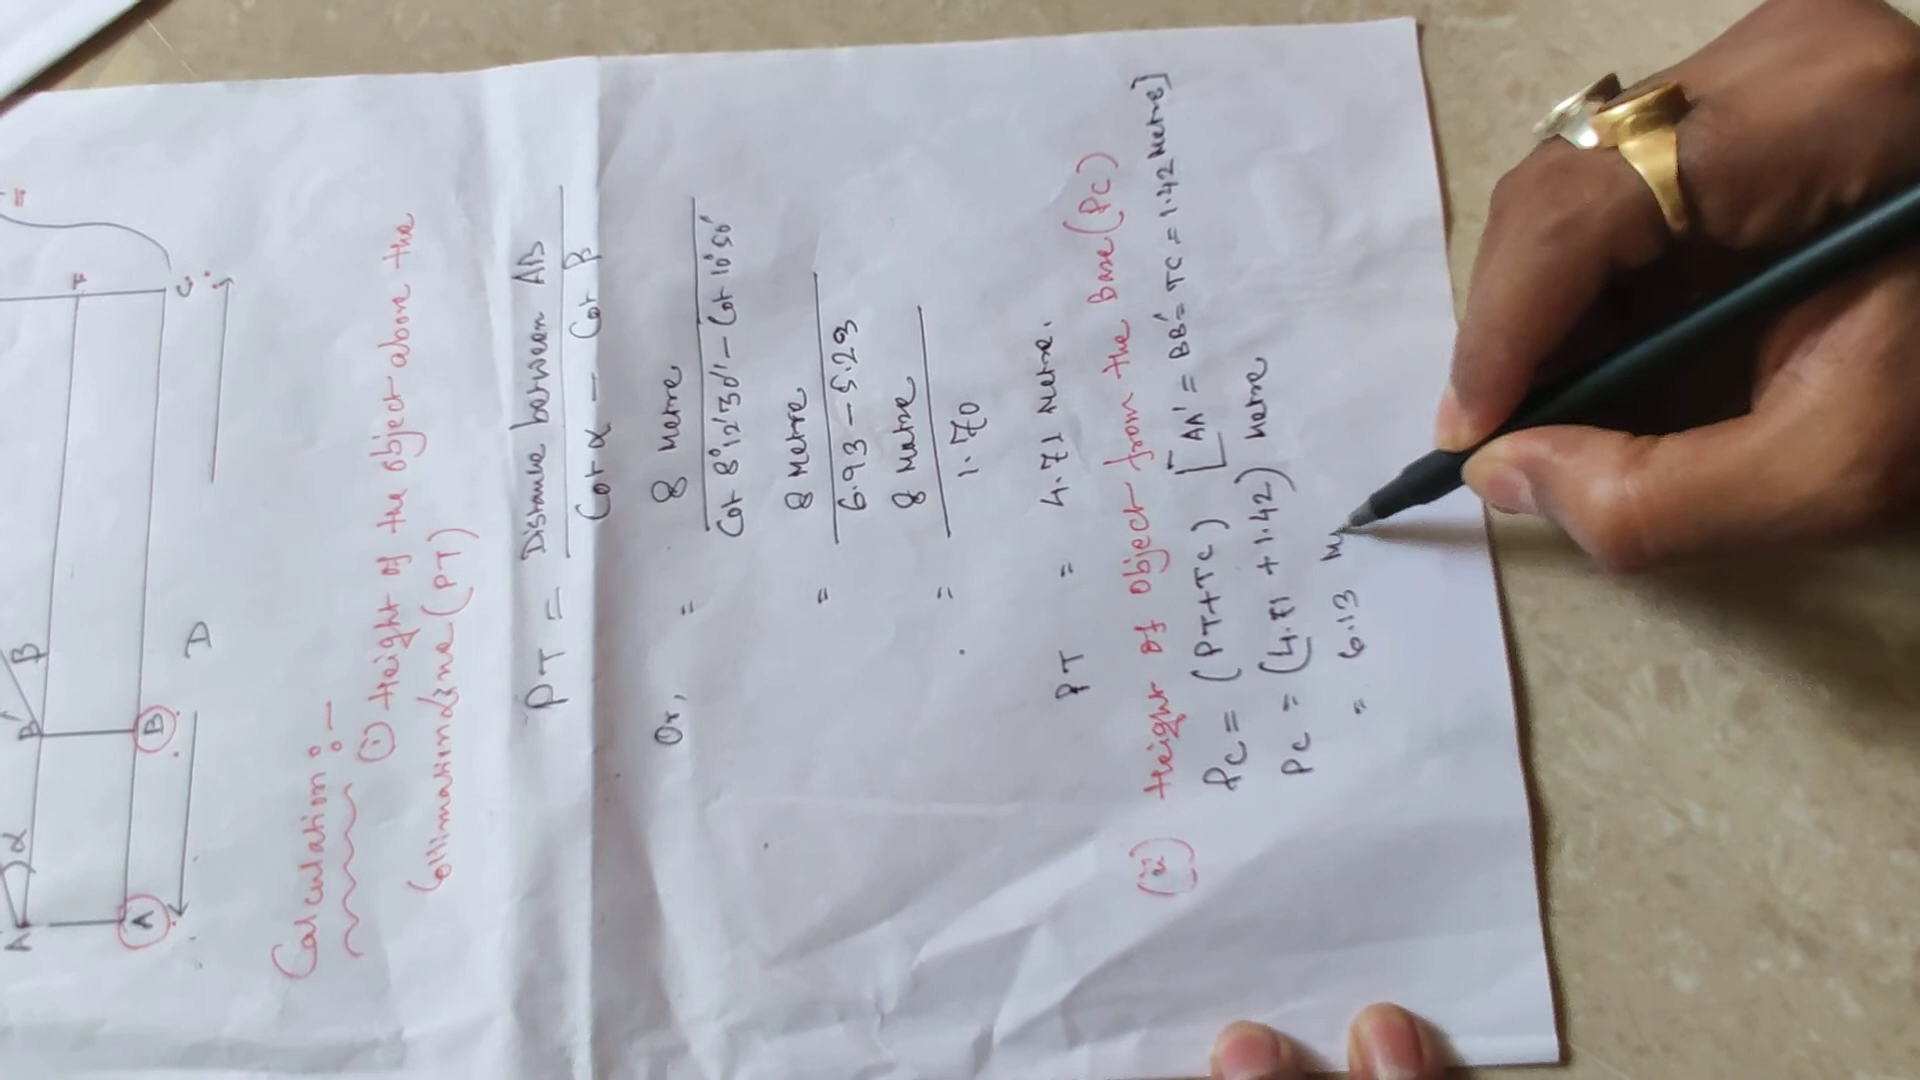 A' α B' β T
A B C
D
Calculation :-
(i) Height of the object above the
Collimation Line (PT)
PT = Distance between AB
Cot α - Cot β
Or, = 8 Metre
Cot 8°12'30" - Cot 10°50'
= 8 Metre
6.93 - 5.23
= 8 Metre
1.70
PT = 4.71 Metre.
(ii) Height of Object from the Base (PC)
PC = (PT+TC) [AA' = BB' = TC = 1.42 Metre]
PC = (4.71 + 1.42) Metre
= 6.13 M